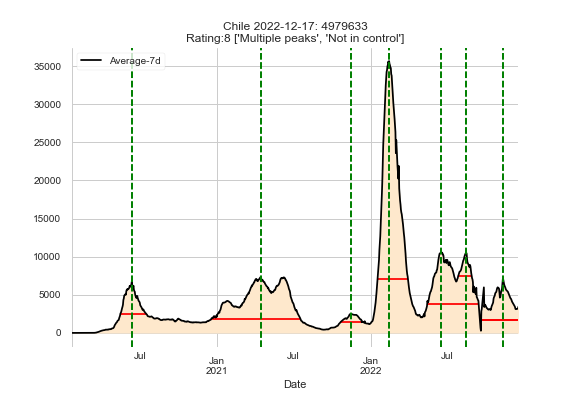 Chile 2022-12-17: 4979633
Rating:8 ['Multiple peaks', 'Not in control']
Average-7d
35000
30000
25000
20000
15000
10000
5000
0
Jul
Jan
2021
Jul
Jan
2022
Jul
Date